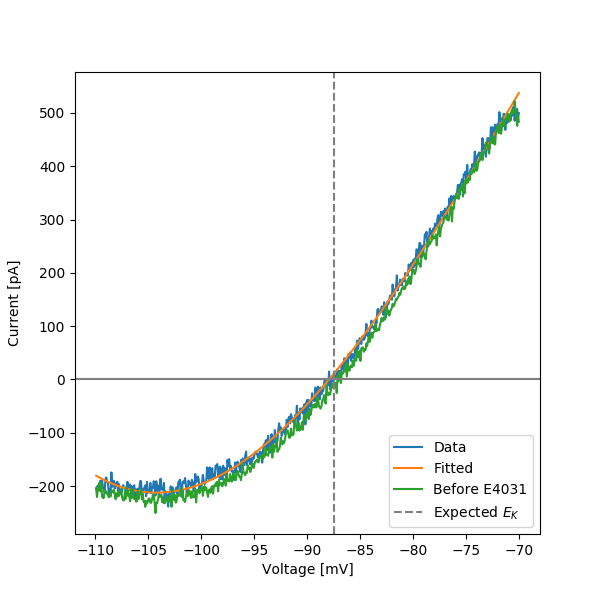 500
400
300
200
100
0
−100
−200
Current [pA]
Data
Fitted
Before E4031
Expected $E_K$
−110 −105 −100 −95 −90 −85 −80 −75 −70
Voltage [mV]